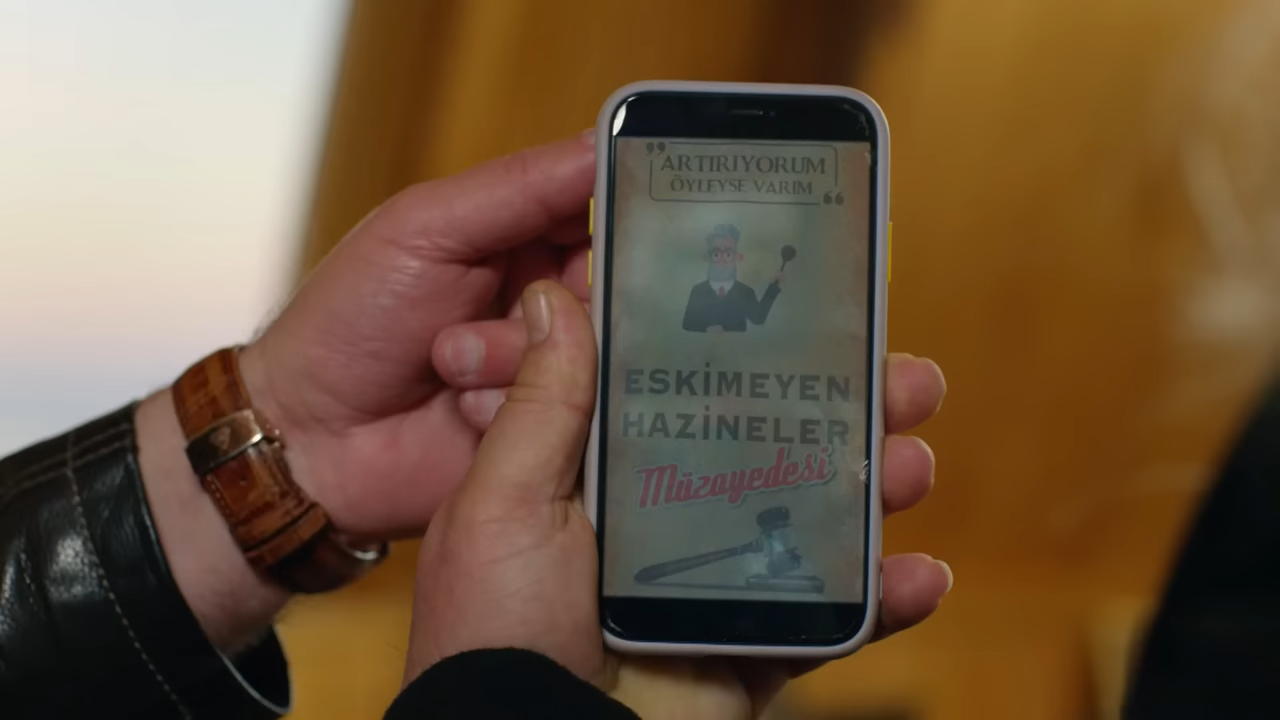 ” ARTIRIYORUM
ÖYLEYSE VARIM “
ESKİMEYEN
HAZİNELER
Müzayedesi